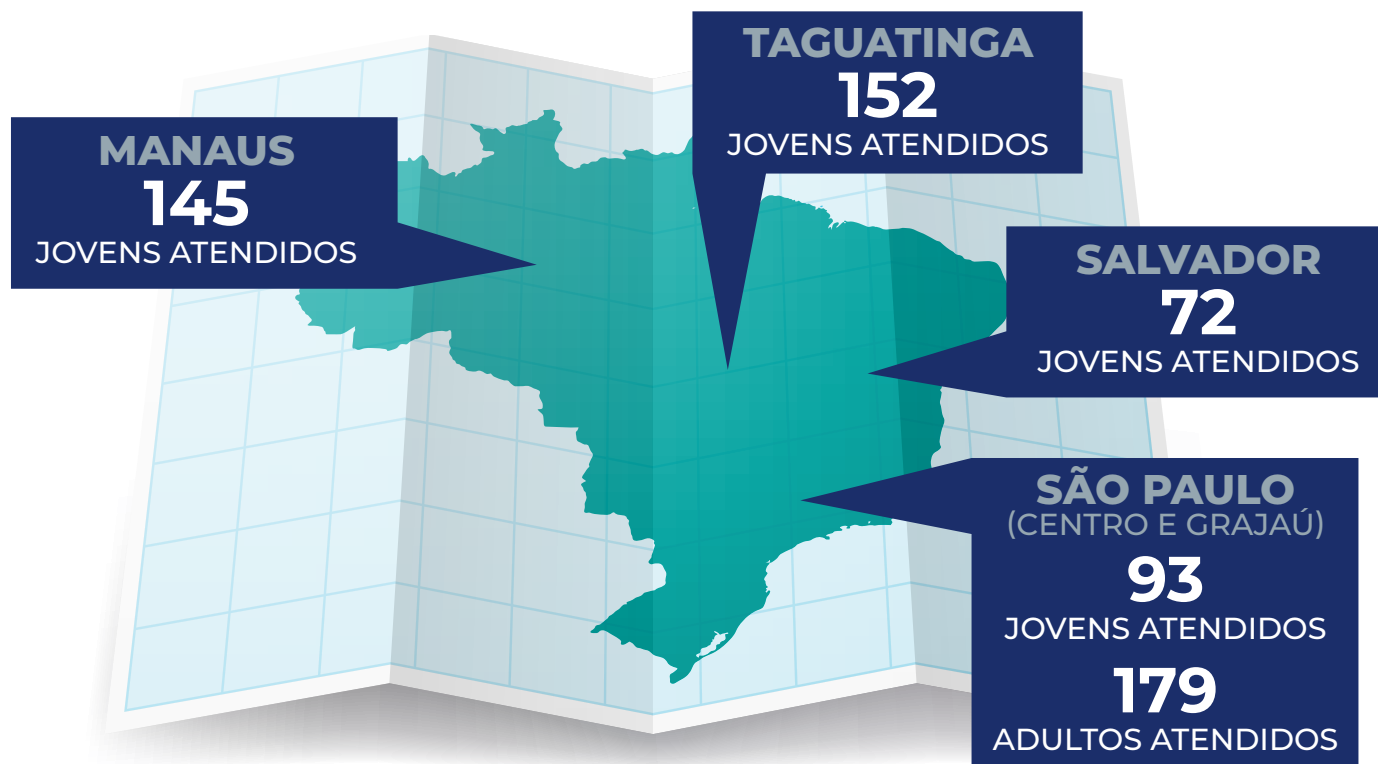 TAGUATINGA
152
JOVENS ATENDIDOS
MANAUS
145
JOVENS ATENDIDOS
SALVADOR
72
JOVENS ATENDIDOS
SÃO PAULO
(CENTRO E GRAJAÚ)
93
JOVENS ATENDIDOS
179
ADULTOS ATENDIDOS